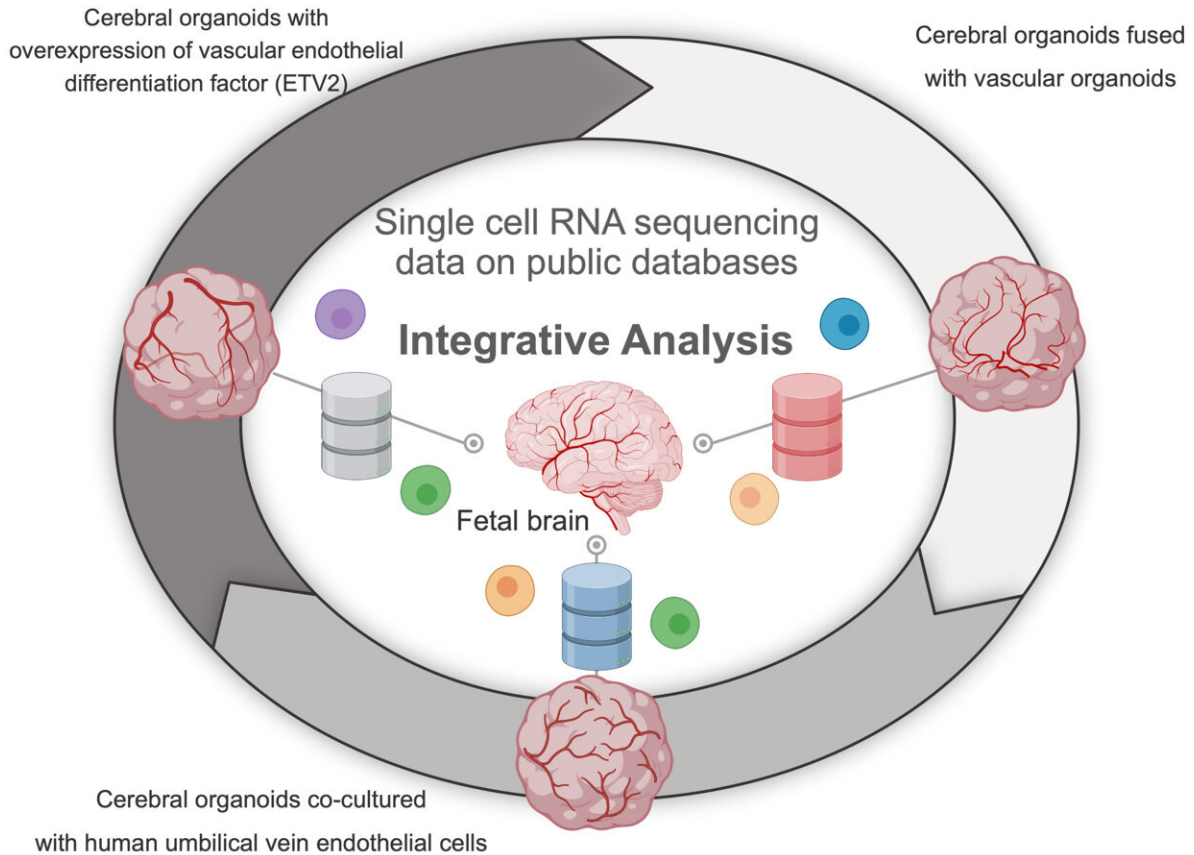 Cerebral organoids with
overexpression of vascular endothelial
differentiation factor (ETV2)
Cerebral organoids fused
with vascular organoids
Single cell RNA sequencing
data on public databases
Integrative Analysis
Fetal brain
Cerebral organoids co-cultured
with human umbilical vein endothelial cells